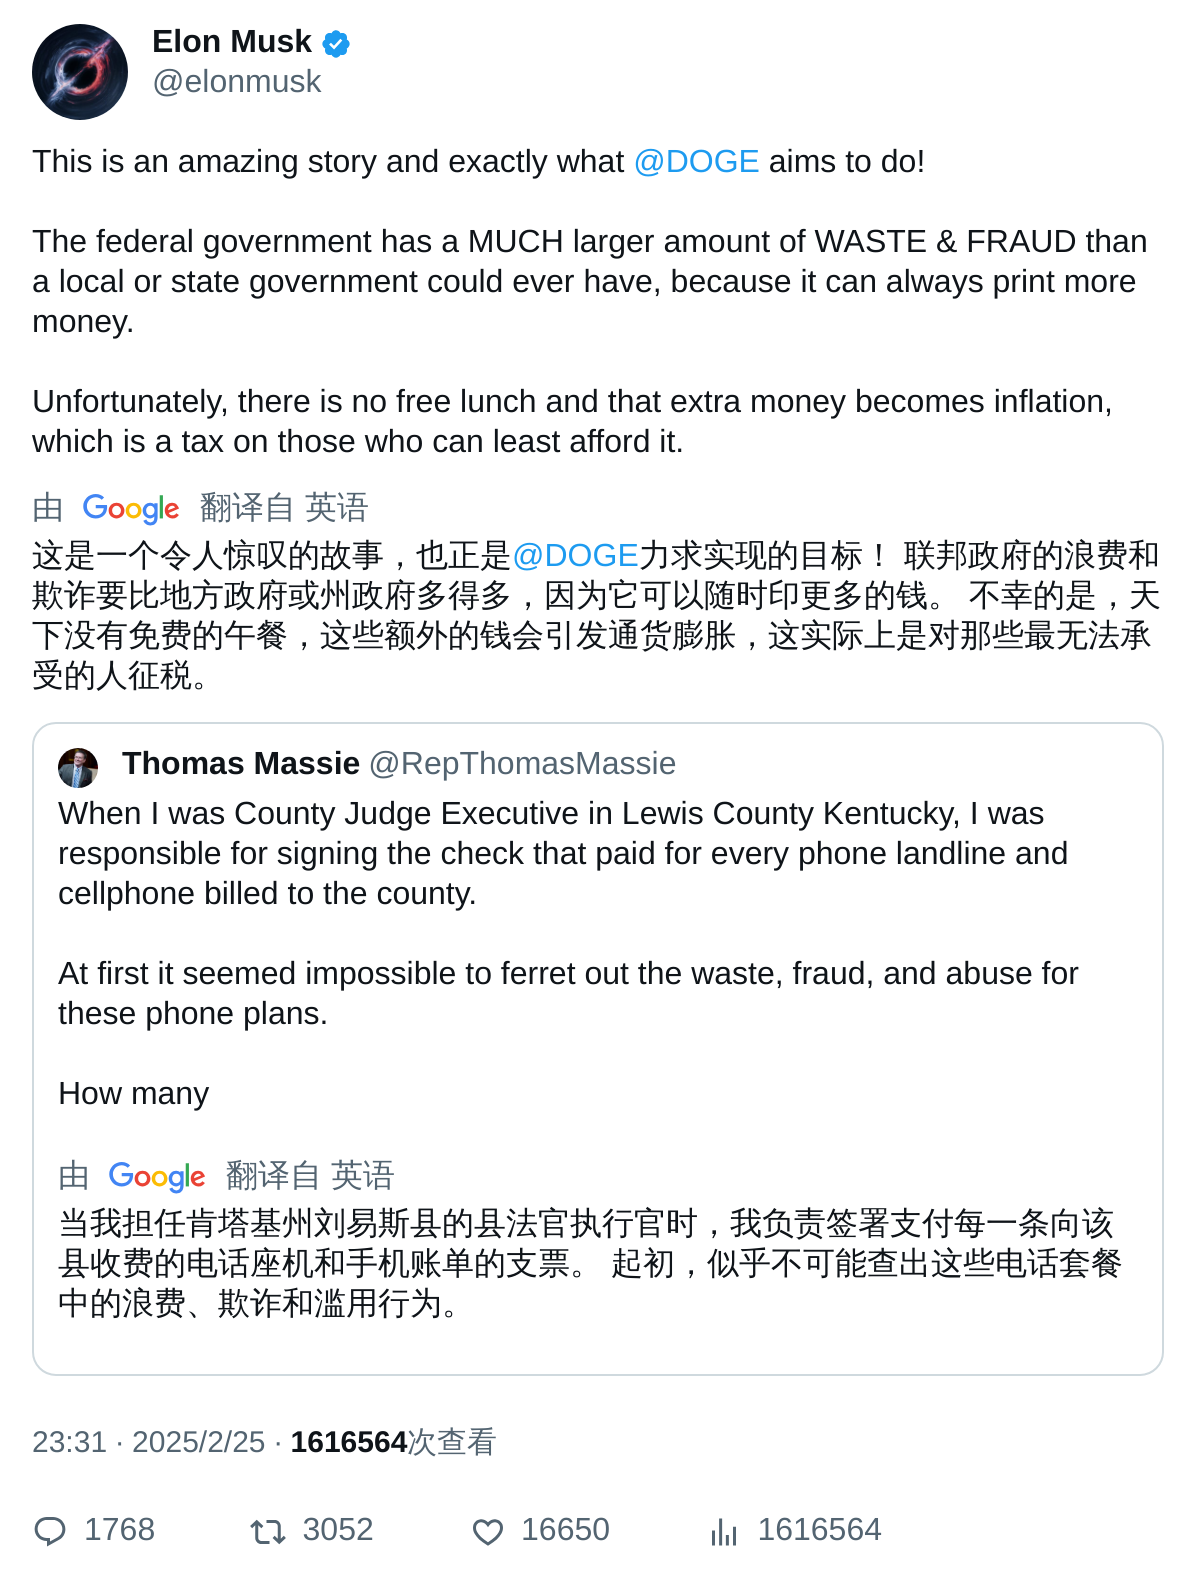 Elon Musk
@elonmusk
This is an amazing story and exactly what @DOGE aims to do!
The federal government has a MUCH larger amount of WASTE & FRAUD than
a local or state government could ever have, because it can always print more
money.
Unfortunately, there is no free lunch and that extra money becomes inflation,
which is a tax on those who can least afford it.
由 Google 翻译自 英语
这是一个令人惊叹的故事，也正是@DOGE力求实现的目标！ 联邦政府的浪费和
欺诈要比地方政府或州政府多得多，因为它可以随时印更多的钱。 不幸的是，天
下没有免费的午餐，这些额外的钱会引发通货膨胀，这实际上是对那些最无法承
受的人征税。
Thomas Massie @RepThomasMassie
When I was County Judge Executive in Lewis County Kentucky, I was
responsible for signing the check that paid for every phone landline and
cellphone billed to the county.
At first it seemed impossible to ferret out the waste, fraud, and abuse for
these phone plans.
How many
由 Google 翻译自 英语
当我担任肯塔基州刘易斯县的县法官执行官时，我负责签署支付每一条向该
县收费的电话座机和手机账单的支票。 起初，似乎不可能查出这些电话套餐
中的浪费、欺诈和滥用行为。
23:31 · 2025/2/25 · 1616564次查看
1768 3052 16650 1616564